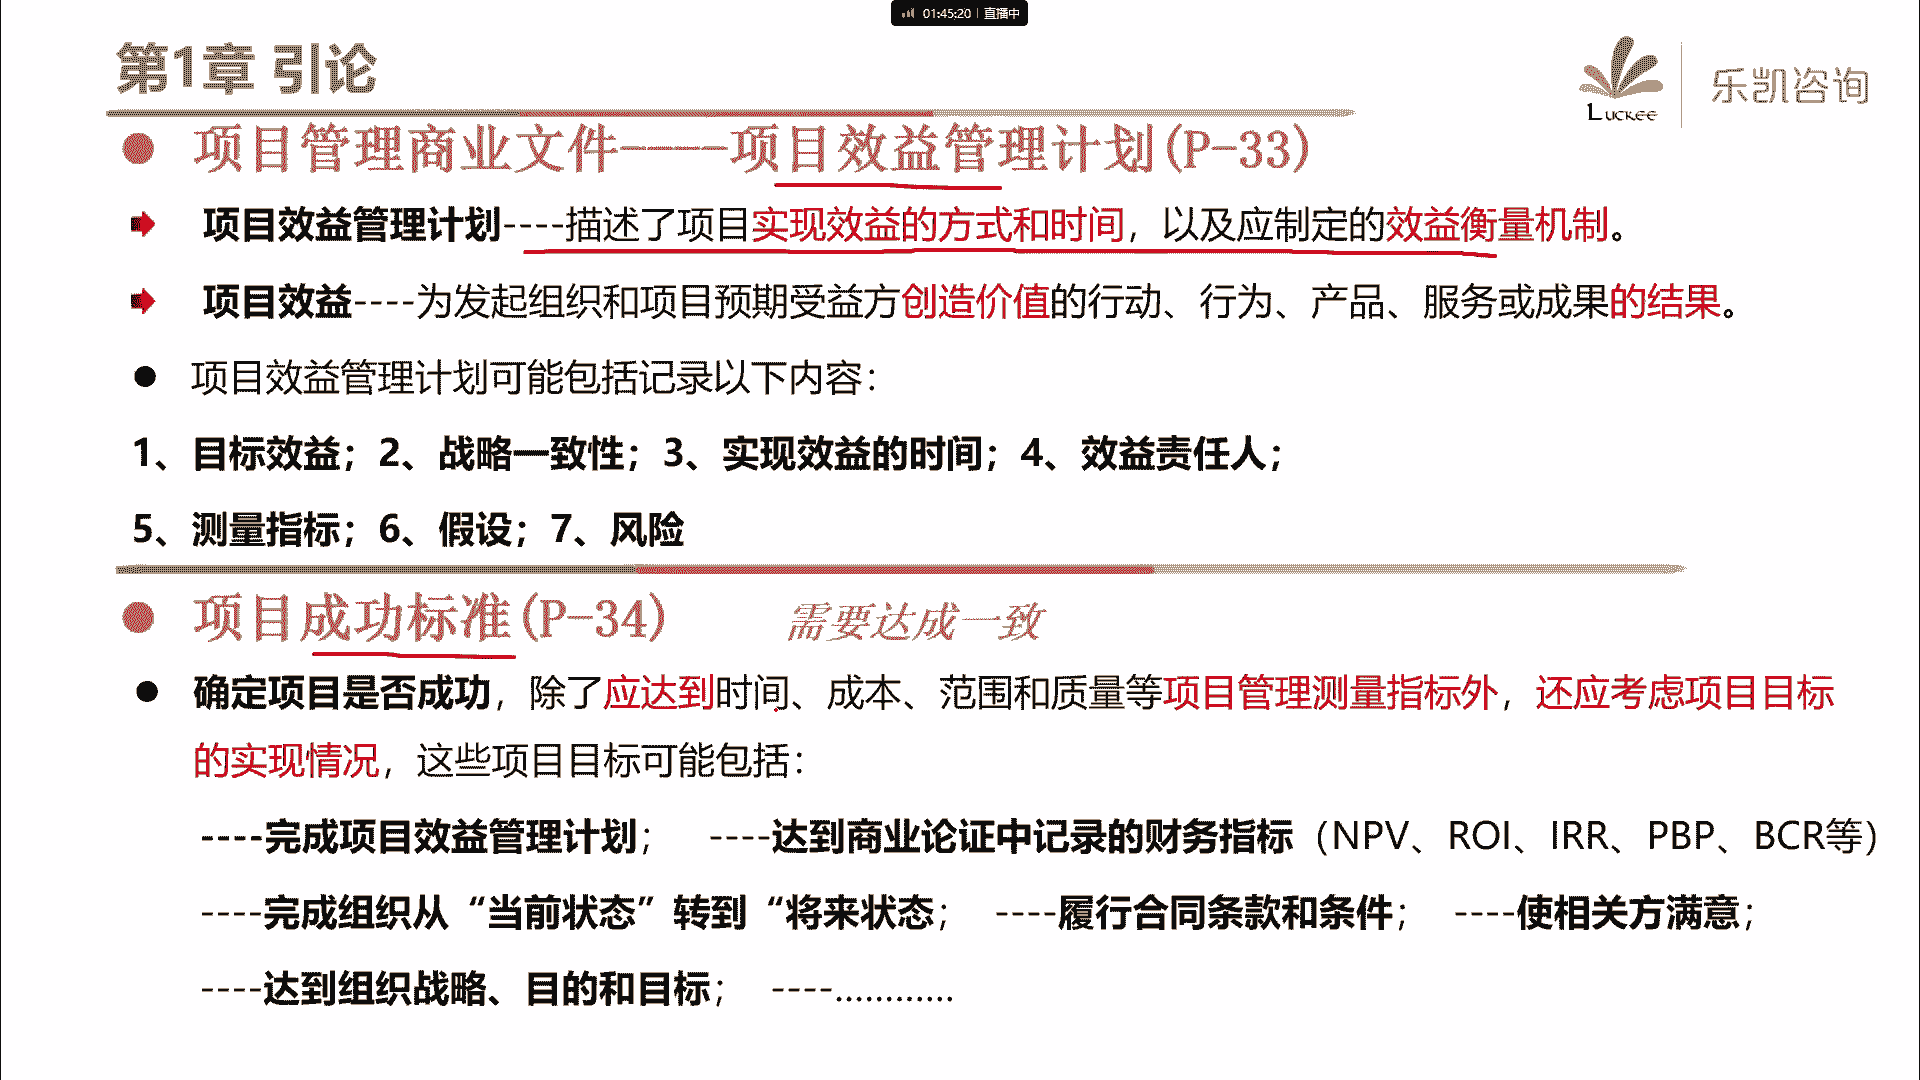 01:45:20 | 直播中
第1章 引论
Luckee 乐凯咨询
项目管理商业文件----项目效益管理计划(P-33)
项目效益管理计划----描述了项目实现效益的方式和时间，以及应制定的效益衡量机制。
项目效益----为发起组织和项目预期受益方创造价值的行动、行为、产品、服务或成果的结果。
项目效益管理计划可能包括记录以下内容：
1、目标效益；2、战略一致性；3、实现效益的时间；4、效益责任人；
5、测量指标；6、假设；7、风险
项目成功标准(P-34) 需要达成一致
确定项目是否成功，除了应达到时间、成本、范围和质量等项目管理测量指标外，还应考虑项目目标
的实现情况，这些项目目标可能包括：
----完成项目效益管理计划； ----达到商业论证中记录的财务指标（NPV、ROI、IRR、PBP、BCR等）
----完成组织从“当前状态”转到“将来状态； ----履行合同条款和条件； ----使相关方满意；
----达到组织战略、目的和目标； ----…………